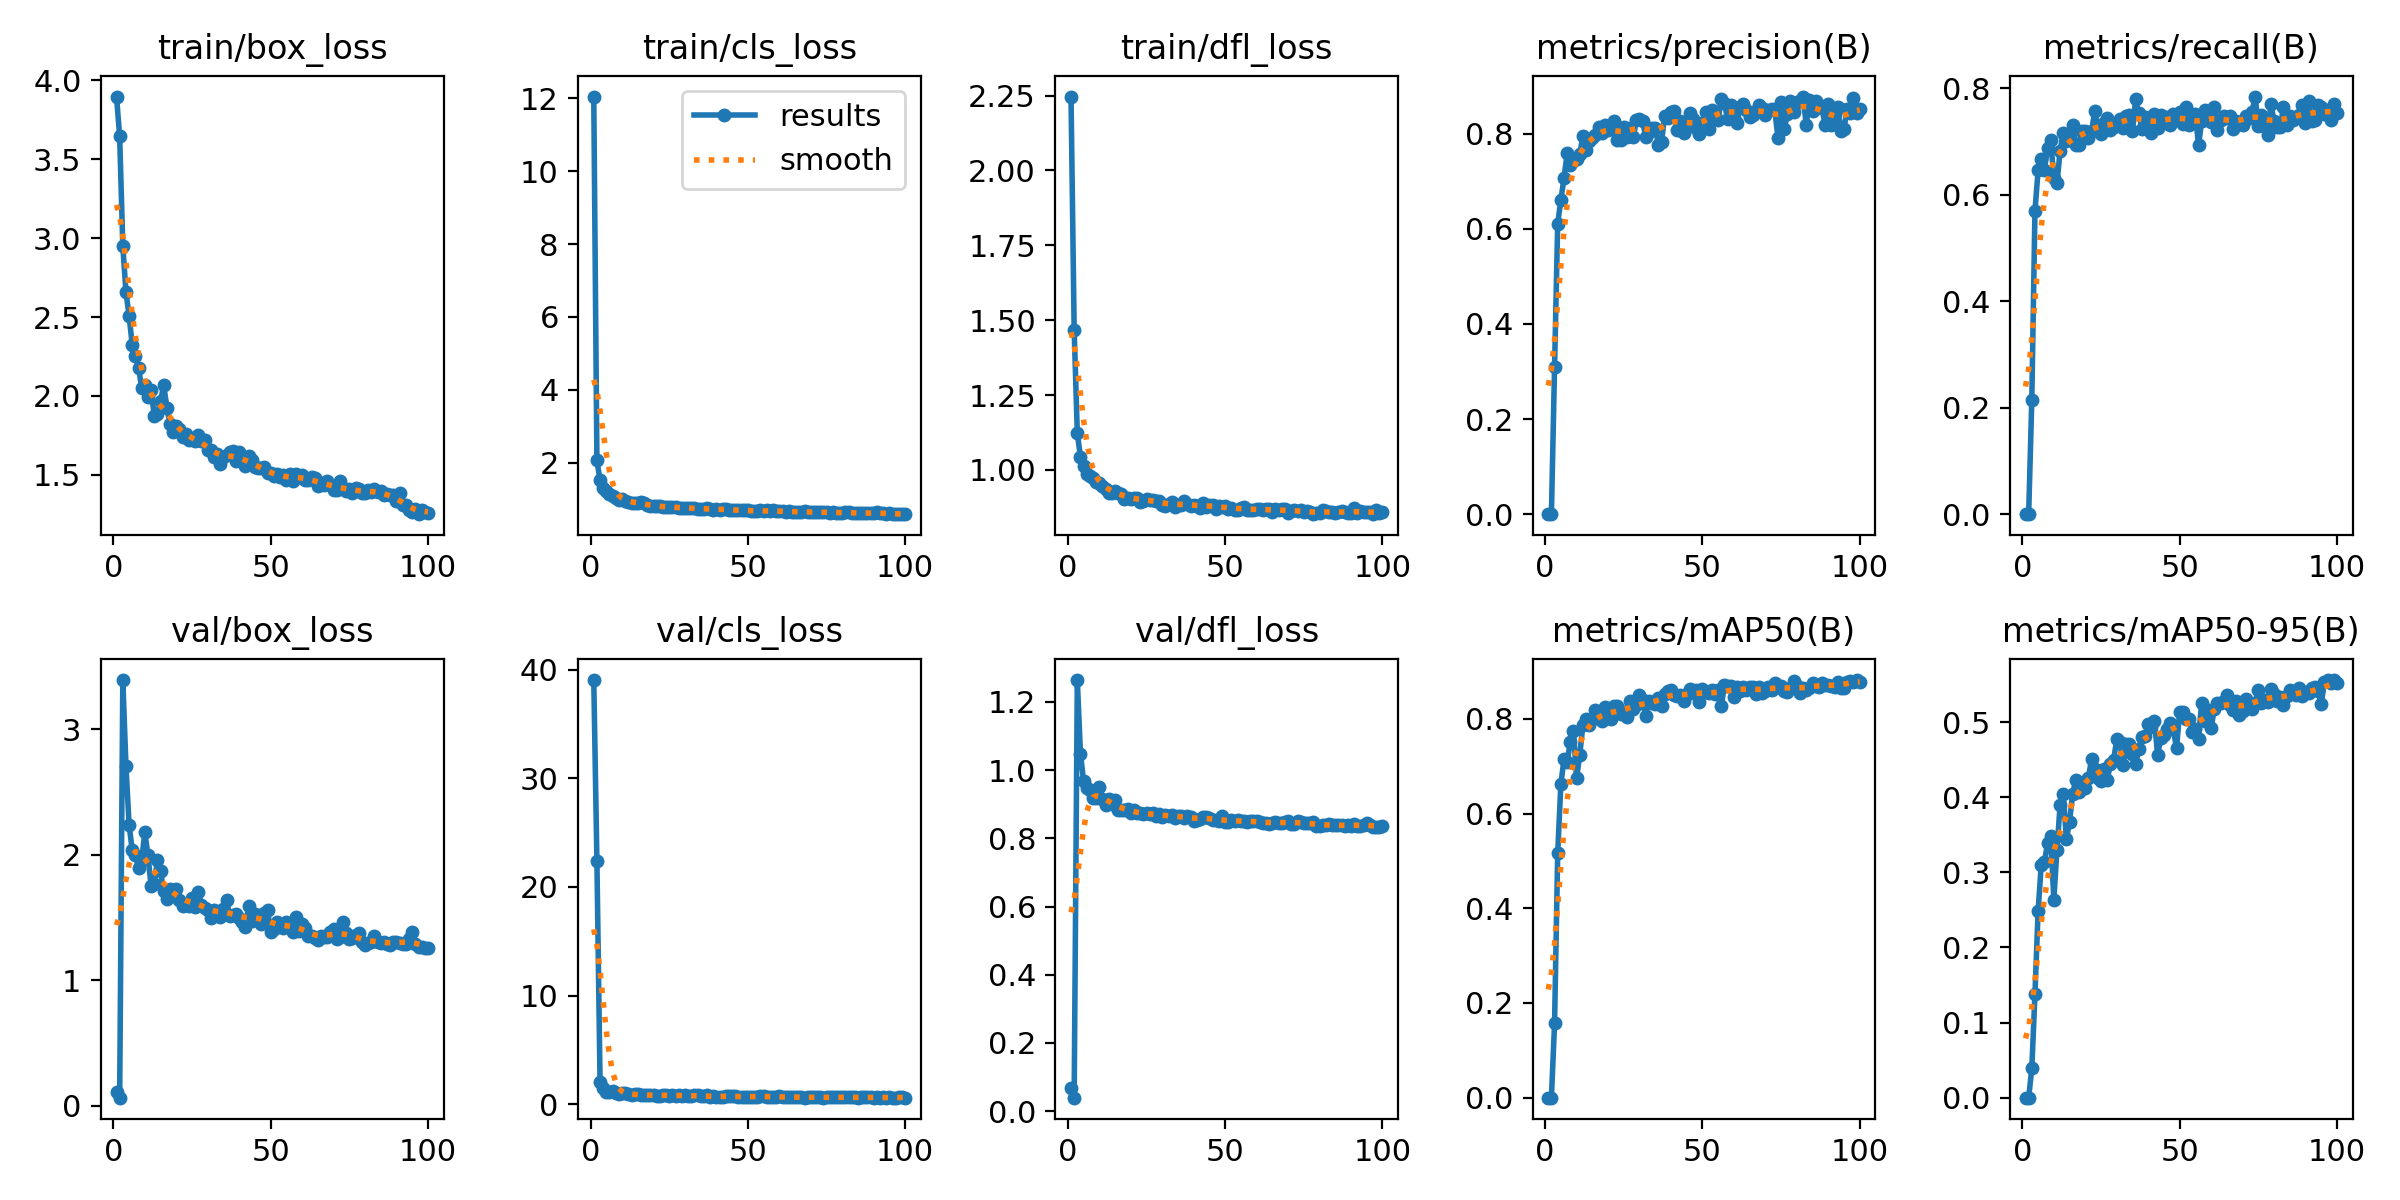 train/box_loss
4.0
3.5
3.0
2.5
2.0
1.5
0 50 100
train/cls_loss
results
smooth
12
10
8
6
4
2
0 50 100
train/dfl_loss
2.25
2.00
1.75
1.50
1.25
1.00
0 50 100
metrics/precision(B)
0.8
0.6
0.4
0.2
0.0
0 50 100
metrics/recall(B)
0.8
0.6
0.4
0.2
0.0
0 50 100
val/box_loss
3
2
1
0
0 50 100
val/cls_loss
40
30
20
10
0
0 50 100
val/dfl_loss
1.2
1.0
0.8
0.6
0.4
0.2
0.0
0 50 100
metrics/mAP50(B)
0.8
0.6
0.4
0.2
0.0
0 50 100
metrics/mAP50-95(B)
0.5
0.4
0.3
0.2
0.1
0.0
0 50 100